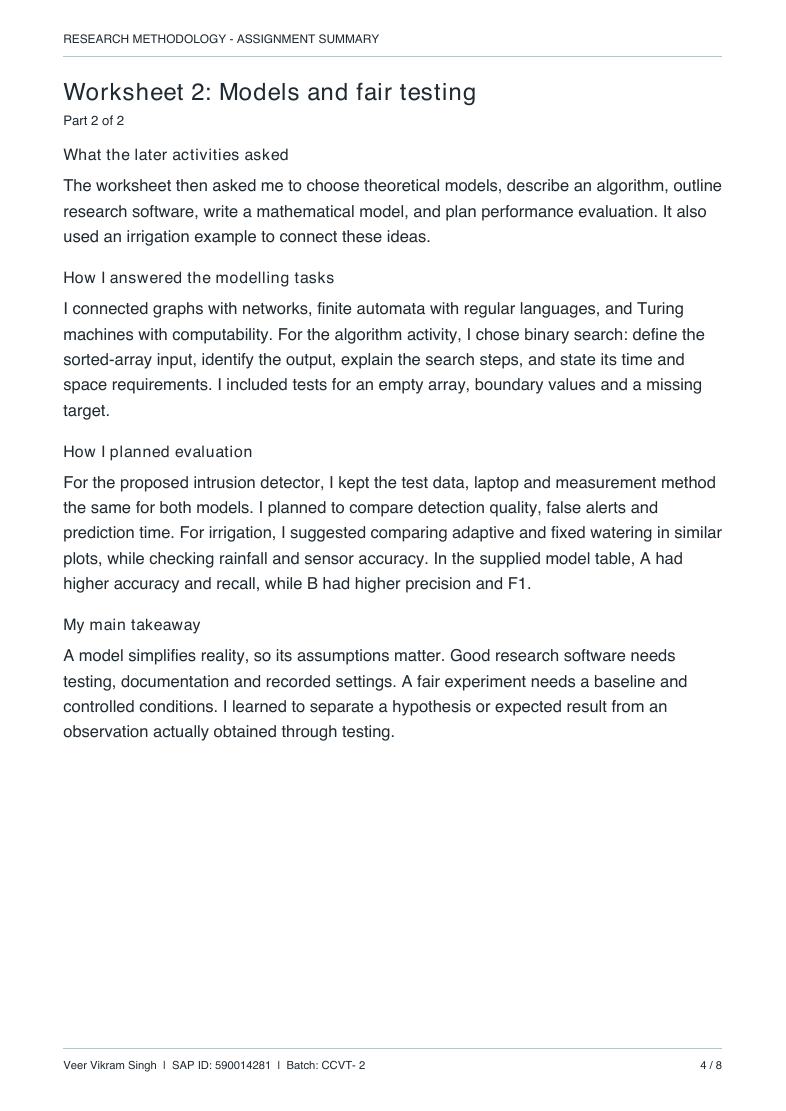 RESEARCH METHODOLOGY - ASSIGNMENT SUMMARY
Worksheet 2: Models and fair testing
Part 2 of 2
What the later activities asked
The worksheet then asked me to choose theoretical models, describe an algorithm, outline
research software, write a mathematical model, and plan performance evaluation. It also
used an irrigation example to connect these ideas.
How I answered the modelling tasks
I connected graphs with networks, finite automata with regular languages, and Turing
machines with computability. For the algorithm activity, I chose binary search: define the
sorted-array input, identify the output, explain the search steps, and state its time and
space requirements. I included tests for an empty array, boundary values and a missing
target.
How I planned evaluation
For the proposed intrusion detector, I kept the test data, laptop and measurement method
the same for both models. I planned to compare detection quality, false alerts and
prediction time. For irrigation, I suggested comparing adaptive and fixed watering in similar
plots, while checking rainfall and sensor accuracy. In the supplied model table, A had
higher accuracy and recall, while B had higher precision and F1.
My main takeaway
A model simplifies reality, so its assumptions matter. Good research software needs
testing, documentation and recorded settings. A fair experiment needs a baseline and
controlled conditions. I learned to separate a hypothesis or expected result from an
observation actually obtained through testing.
Veer Vikram Singh | SAP ID: 590014281 | Batch: CCVT- 2
4 / 8